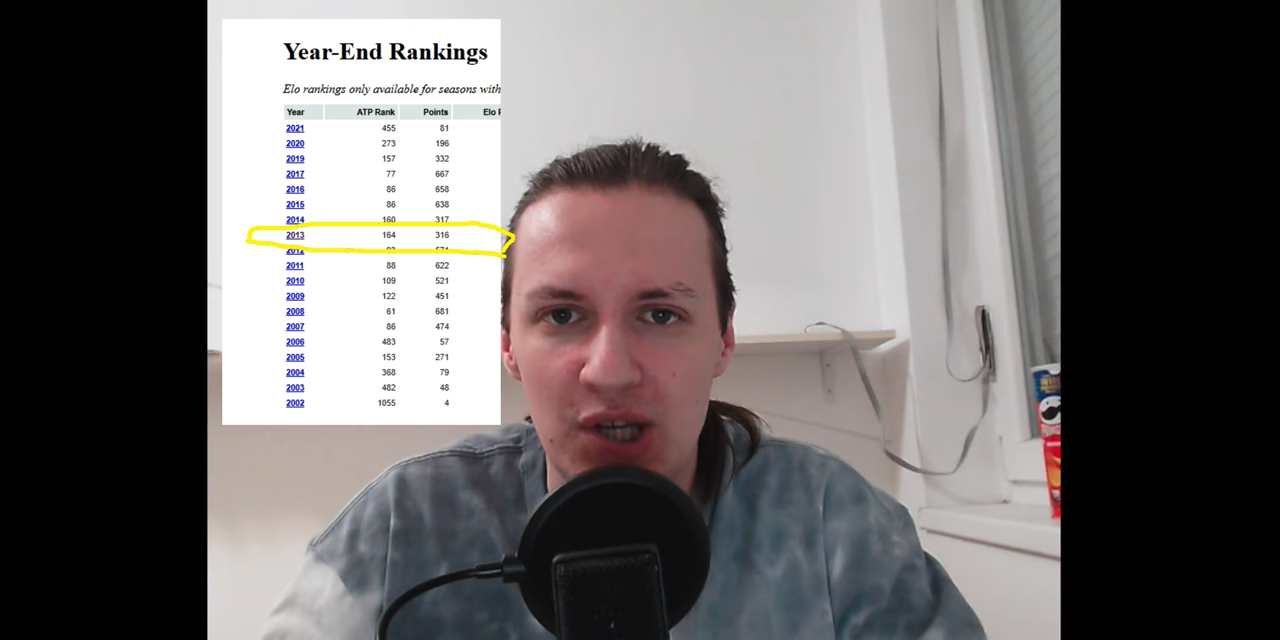 Year-End Rankings
Elo rankings only available for seasons with
Year ATP Rank Points Elo
2021 455 81
2020 273 196
2019 157 332
2017 77 667
2016 86 658
2015 86 638
2014 160 317
2013 164 316
2012
2011 88 622
2010 109 521
2009 122 451
2008 61 681
2007 86 474
2006 483 57
2005 153 271
2004 368 79
2003 482 48
2002 1055 4